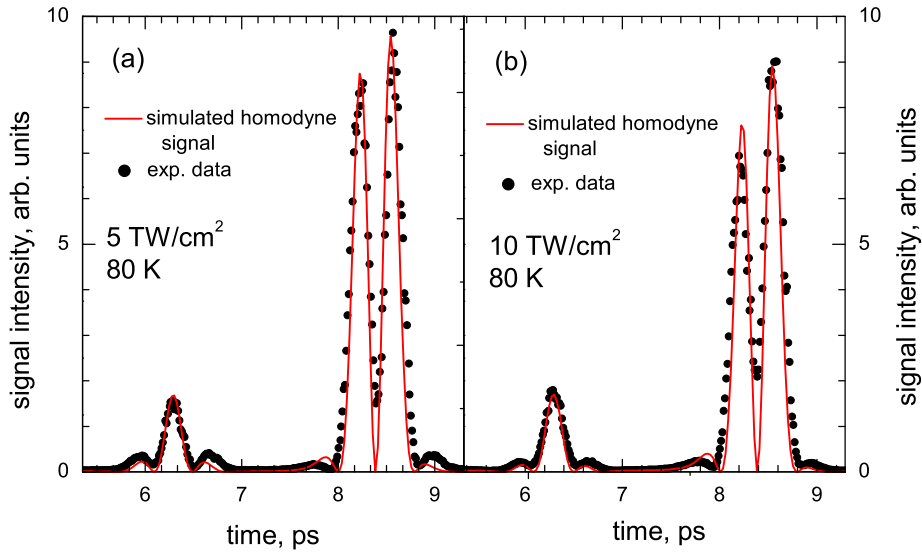 10
(a)
simulated homodyne
signal
exp. data
5 TW/cm²
80 K
5
0
6
7
8
9
time, ps
signal intensity, arb. units
(b)
simulated homodyne
signal
exp. data
10 TW/cm²
80 K
10
5
0
6
7
8
9
time, ps
signal intensity, arb. units